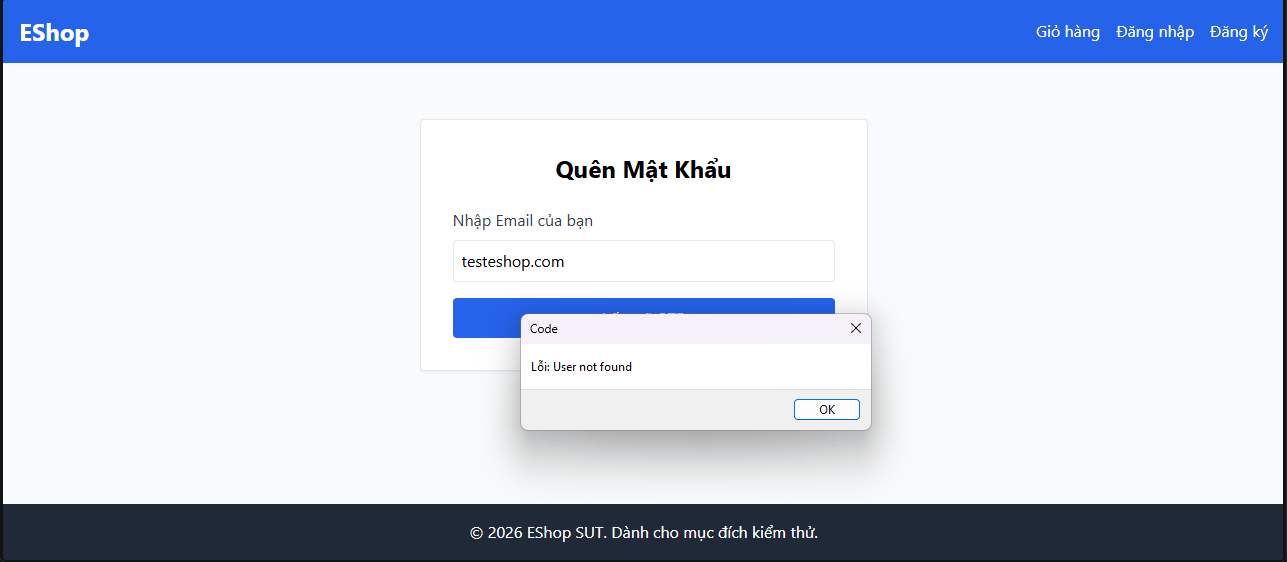 EShop
Giỏ hàng Đăng nhập Đăng ký
Quên Mật Khẩu
Nhập Email của bạn
testeshop.com
Code
Lỗi: User not found
OK
© 2026 EShop SUT. Dành cho mục đích kiểm thử.